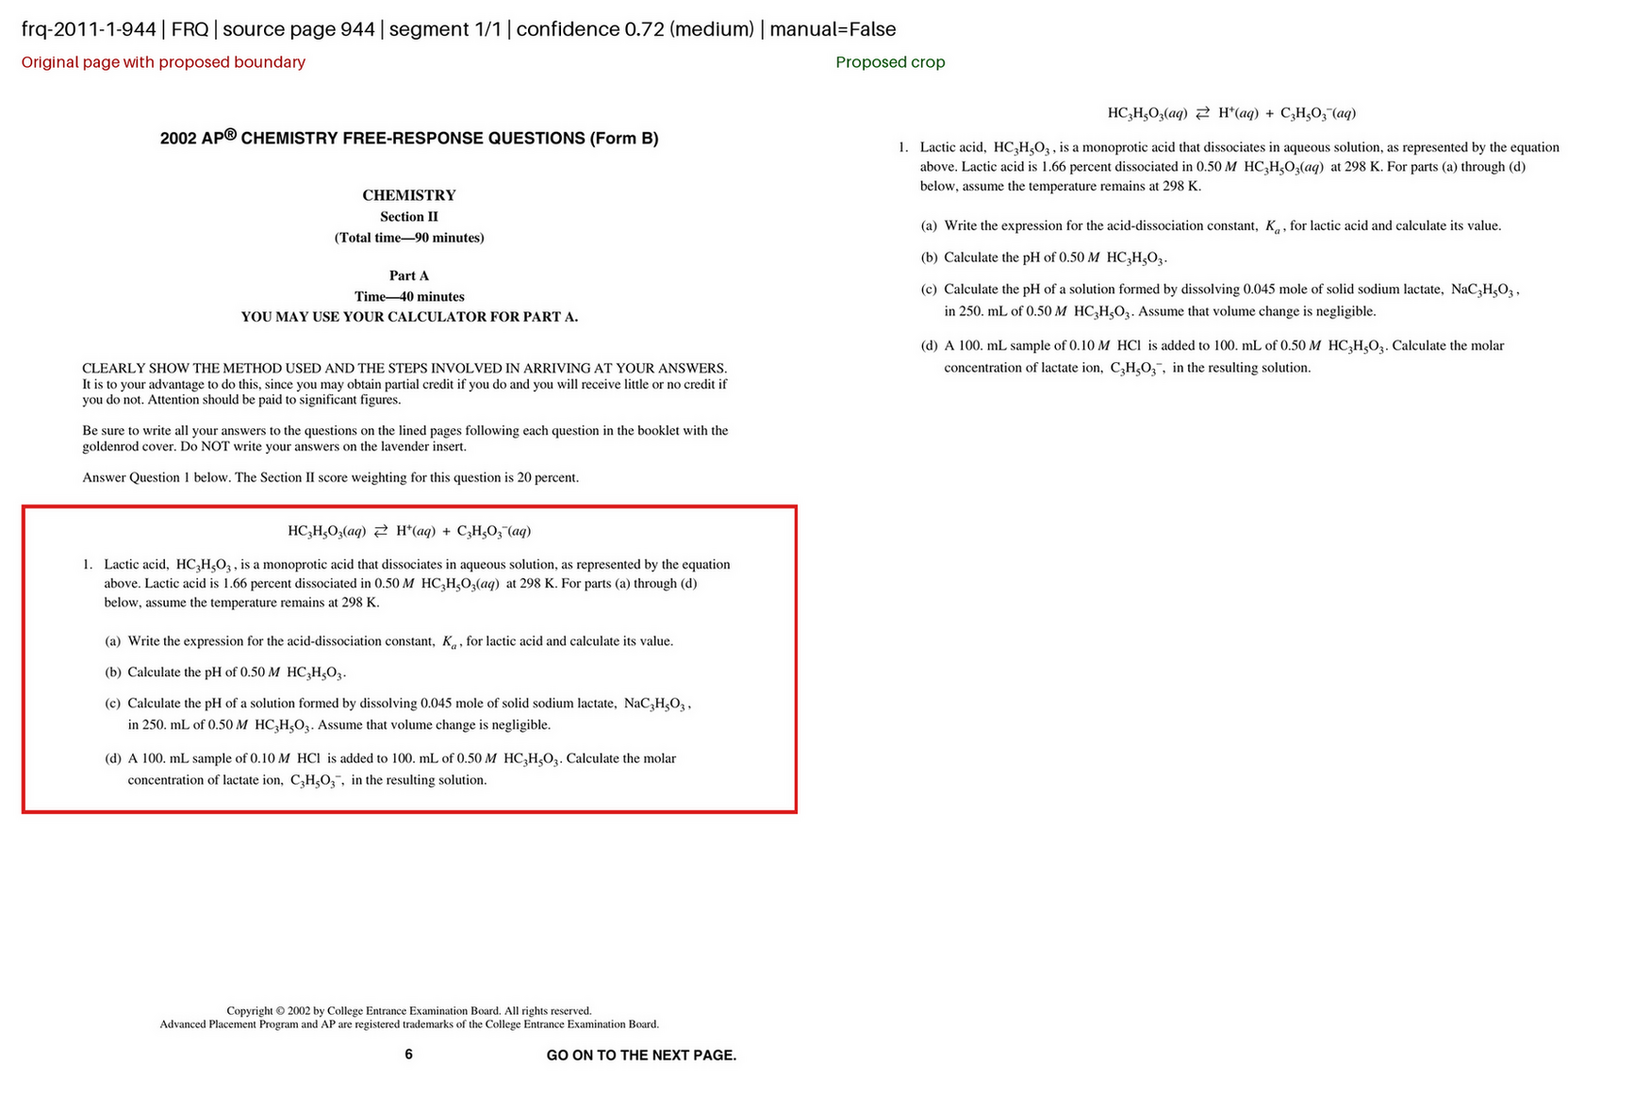 frq-2011-1-944 | FRQ | source page 944 | segment 1/1 | confidence 0.72 (medium) | manual=False
Original page with proposed boundary
2002 AP® CHEMISTRY FREE-RESPONSE QUESTIONS (Form B)
CHEMISTRY
Section II
(Total time—90 minutes)
Part A
Time—40 minutes
YOU MAY USE YOUR CALCULATOR FOR PART A.
CLEARLY SHOW THE METHOD USED AND THE STEPS INVOLVED IN ARRIVING AT YOUR ANSWERS.
It is to your advantage to do this, since you may obtain partial credit if you do and you will receive little or no credit if
you do not. Attention should be paid to significant figures.
Be sure to write all your answers to the questions on the lined pages following each question in the booklet with the
goldenrod cover. Do NOT write your answers on the lavender insert.
Answer Question 1 below. The Section II score weighting for this question is 20 percent.
HC₃H₅O₃(aq) ⇄ H⁺(aq) + C₃H₅O₃⁻(aq)
1. Lactic acid, HC₃H₅O₃, is a monoprotic acid that dissociates in aqueous solution, as represented by the equation
above. Lactic acid is 1.66 percent dissociated in 0.50 M HC₃H₅O₃(aq) at 298 K. For parts (a) through (d)
below, assume the temperature remains at 298 K.
(a) Write the expression for the acid-dissociation constant, Kₐ, for lactic acid and calculate its value.
(b) Calculate the pH of 0.50 M HC₃H₅O₃.
(c) Calculate the pH of a solution formed by dissolving 0.045 mole of solid sodium lactate, NaC₃H₅O₃,
in 250. mL of 0.50 M HC₃H₅O₃. Assume that volume change is negligible.
(d) A 100. mL sample of 0.10 M HCl is added to 100. mL of 0.50 M HC₃H₅O₃. Calculate the molar
concentration of lactate ion, C₃H₅O₃⁻, in the resulting solution.
Copyright © 2002 by College Entrance Examination Board. All rights reserved.
Advanced Placement Program and AP are registered trademarks of the College Entrance Examination Board.
6
GO ON TO THE NEXT PAGE.
Proposed crop
HC₃H₅O₃(aq) ⇄ H⁺(aq) + C₃H₅O₃⁻(aq)
1. Lactic acid, HC₃H₅O₃, is a monoprotic acid that dissociates in aqueous solution, as represented by the equation
above. Lactic acid is 1.66 percent dissociated in 0.50 M HC₃H₅O₃(aq) at 298 K. For parts (a) through (d)
below, assume the temperature remains at 298 K.
(a) Write the expression for the acid-dissociation constant, Kₐ, for lactic acid and calculate its value.
(b) Calculate the pH of 0.50 M HC₃H₅O₃.
(c) Calculate the pH of a solution formed by dissolving 0.045 mole of solid sodium lactate, NaC₃H₅O₃,
in 250. mL of 0.50 M HC₃H₅O₃. Assume that volume change is negligible.
(d) A 100. mL sample of 0.10 M HCl is added to 100. mL of 0.50 M HC₃H₅O₃. Calculate the molar
concentration of lactate ion, C₃H₅O₃⁻, in the resulting solution.